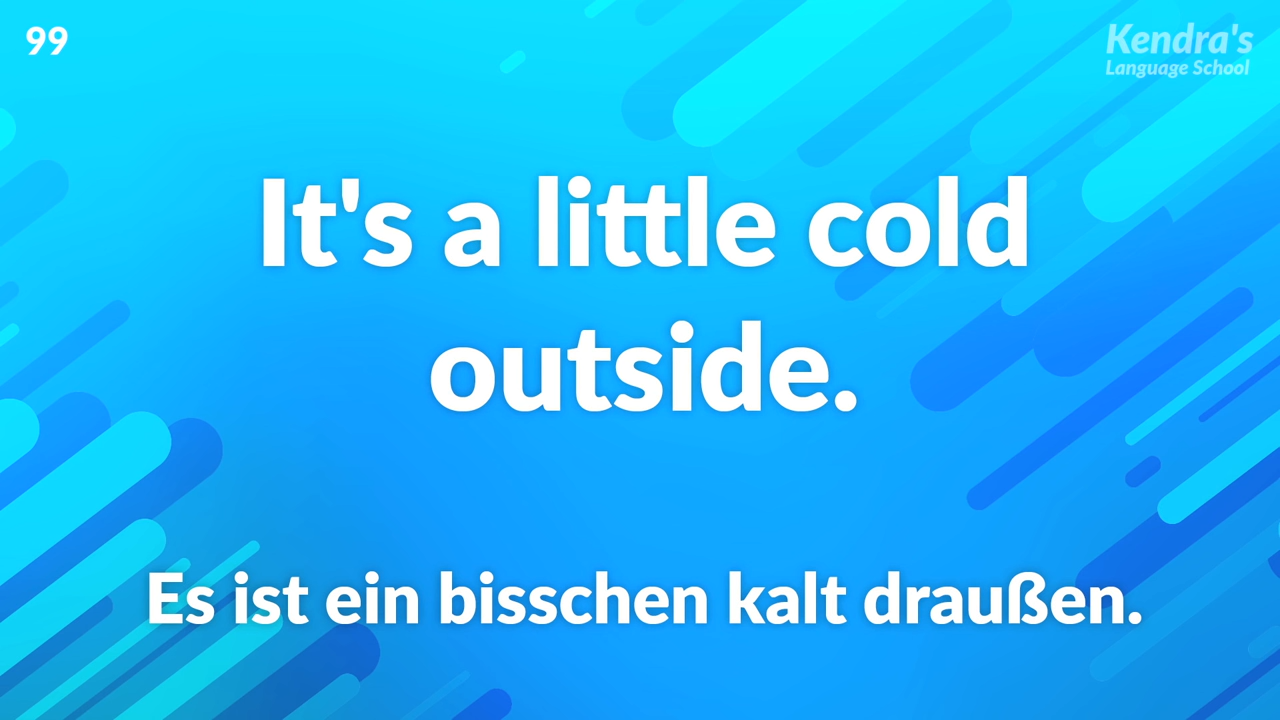 99
Kendra's
Language School
It's a little cold
outside.
Es ist ein bisschen kalt draußen.